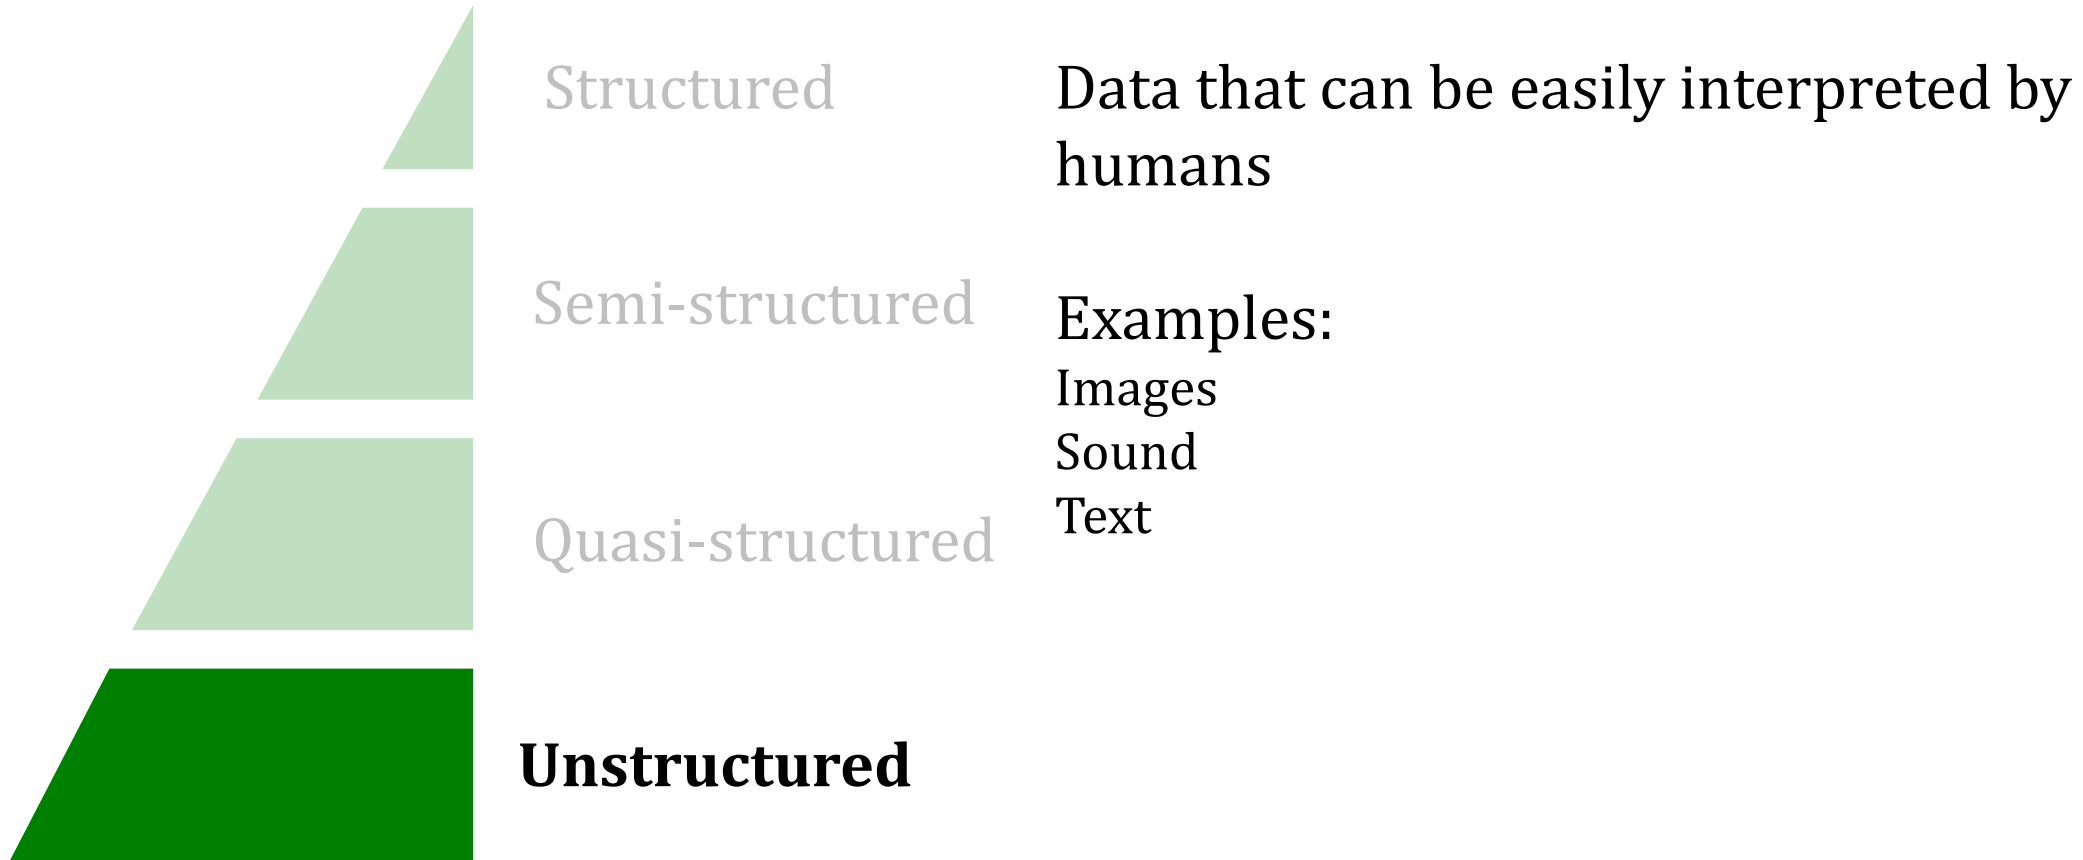 Structured
Semi-structured
Quasi-structured
Unstructured
Data that can be easily interpreted by
humans
Examples:
Images
Sound
Text